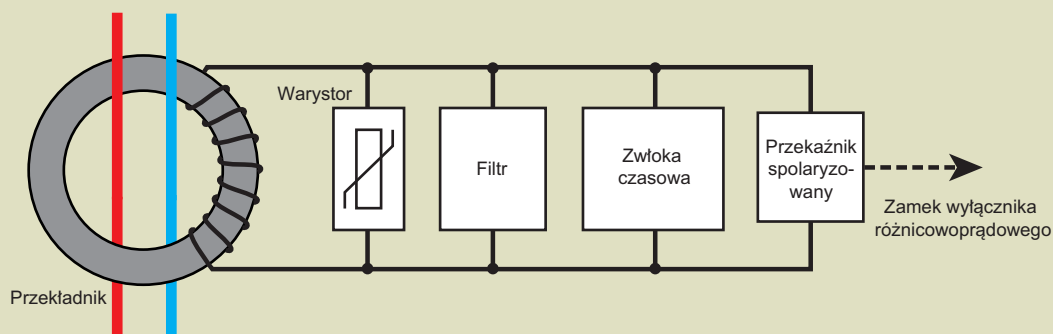 Warystor
Filtr
Zwłoka
czasowa
Przekaźnik
spolaryzo-
wany
Zamek wyłącznika
różnicowoprądowego
Przekładnik